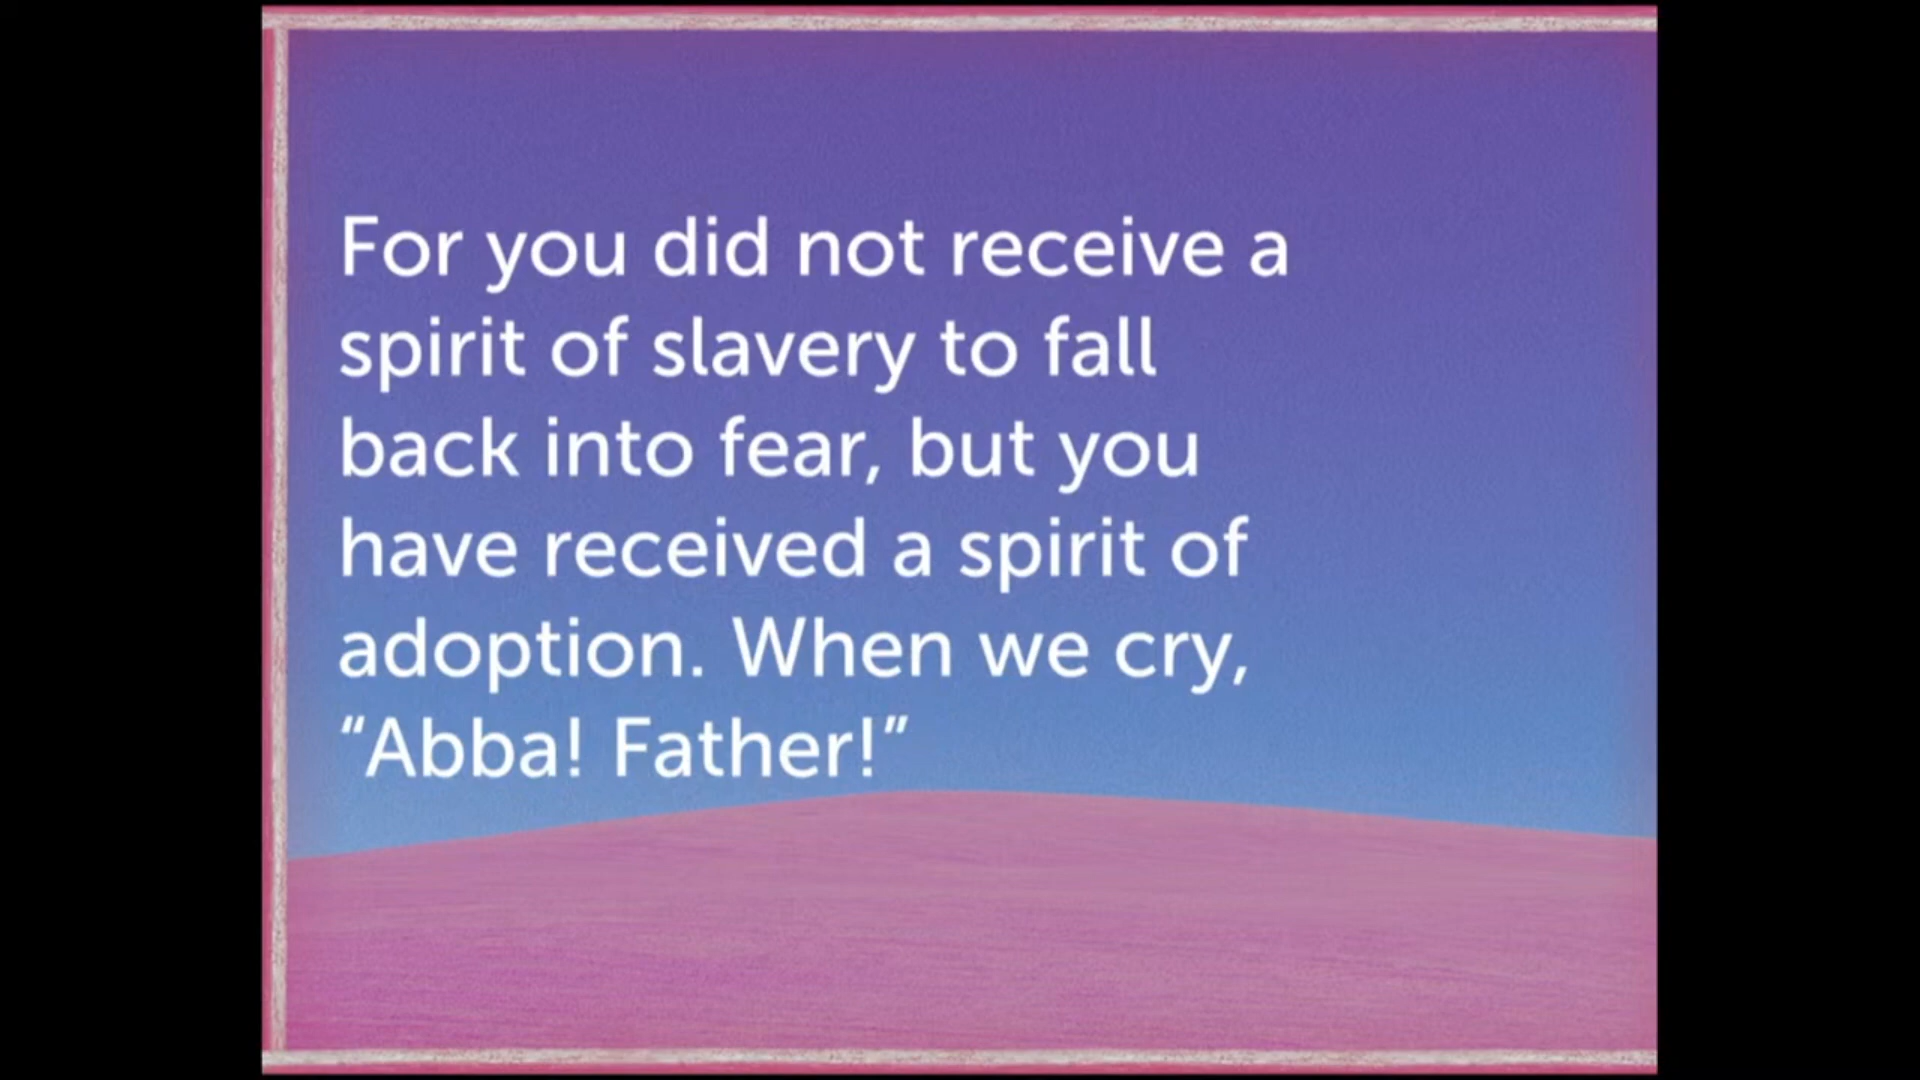 For you did not receive a
spirit of slavery to fall
back into fear, but you
have received a spirit of
adoption. When we cry,
“Abba! Father!”